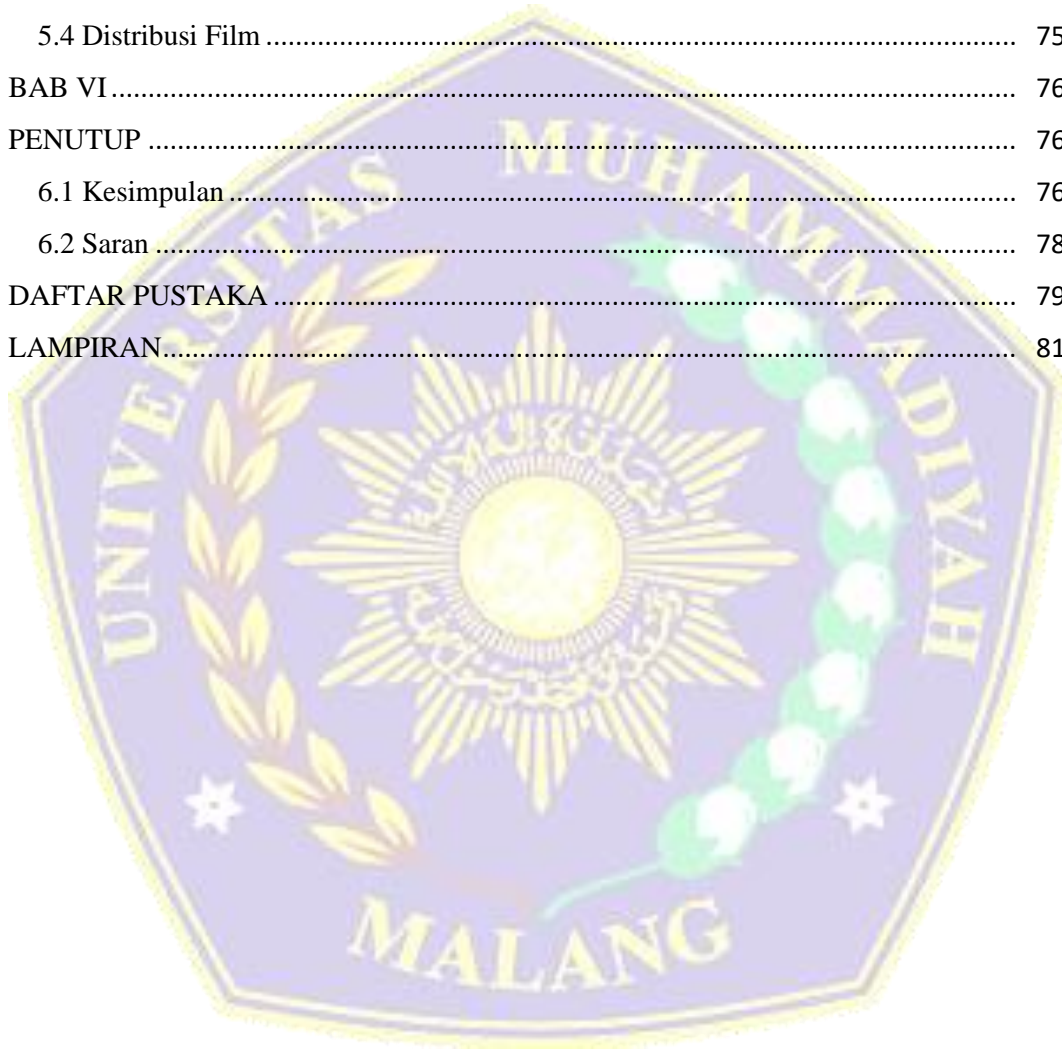 5.4 Distribusi Film ........................................................................................................ 75
BAB VI ............................................................................................................................ 76
PENUTUP ....................................................................................................................... 76
6.1 Kesimpulan ............................................................................................................. 76
6.2 Saran ....................................................................................................................... 78
DAFTAR PUSTAKA ...................................................................................................... 79
LAMPIRAN..................................................................................................................... 81
UNIVERSITAS MUHAMMADIYAH
MALANG